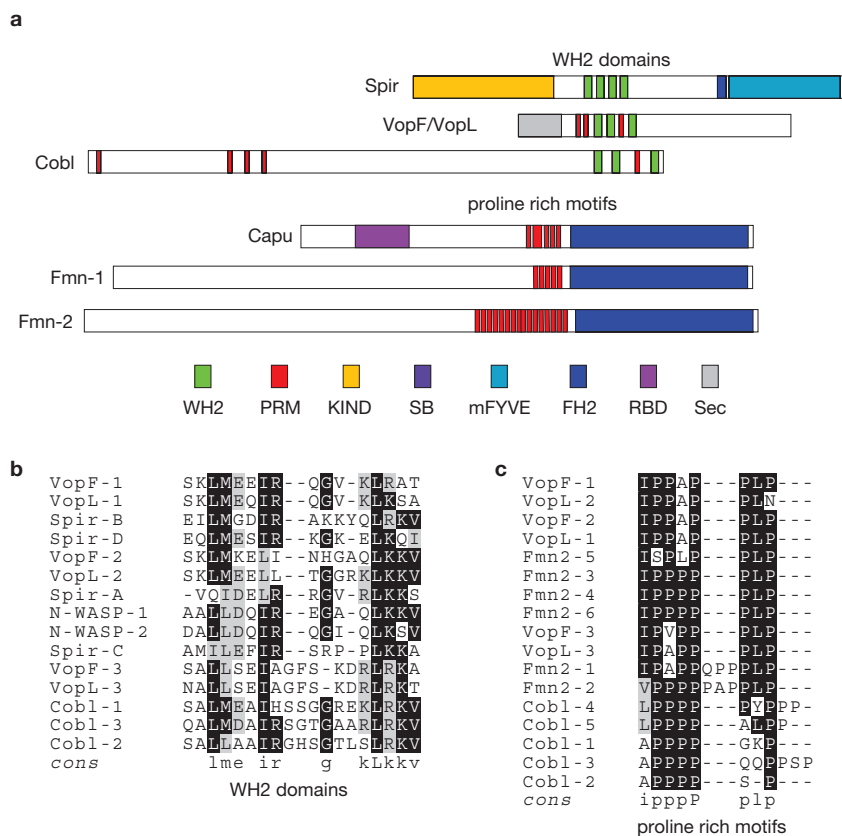 a
WH2 domains
Spir
VopF/VopL
Cobl
proline rich motifs
Capu
Fmn-1
Fmn-2
WH2 PRM KIND SB mFYVE FH2 RBD Sec
b
VopF-1 SKLMEEIR--QGV-KLRAT
VopL-1 SKLMEQIR--QGV-KLKSA
Spir-B EILMGDIR--AKKYQLRKV
Spir-D EQLMESIR--KGK-ELKQI
VopF-2 SKLMKELI--NHGAQLKKV
VopL-2 SKLMEELL--TGGRKLKKV
Spir-A -VQIDELR--RGV-RLKKS
N-WASP-1 AALLDQIR--EGA-QLKKV
N-WASP-2 DALLDQIR--QGI-QLKSV
Spir-C AMILEFIR--SRP-PLKKA
VopF-3 SALLSEIAGFS-KDRLRKA
VopL-3 NALLSEIAGFS-KDRLRKT
Cobl-1 SALMEAIHSSGGREKLRKV
Cobl-3 QALMDAIRSGTGAARLRKV
Cobl-2 SALLAAIRGHSGTLSLRKV
cons lme ir g kLkkv
WH2 domains
c
VopF-1 IPPAP---PLP---
VopL-2 IPPAP---PLN---
VopF-2 IPPAP---PLP---
VopL-1 IPPAP---PLP---
Fmn2-5 ISPLP---PLP---
Fmn2-3 IPPPP---PLP---
Fmn2-4 IPPPP---PLP---
Fmn2-6 IPPPP---PLP---
VopF-3 IPVPP---PLP---
VopL-3 IPAPP---PLP---
Fmn2-1 IPAPPQPPPLP---
Fmn2-2 VPPPPPAPPLP---
Cobl-4 LPPPP---PYPPP-
Cobl-5 LPPPP---ALPP--
Cobl-1 APPPP---GKP---
Cobl-3 APPPP---QQPPSP
Cobl-2 APPPP---S-P---
cons ipppP plp
proline rich motifs